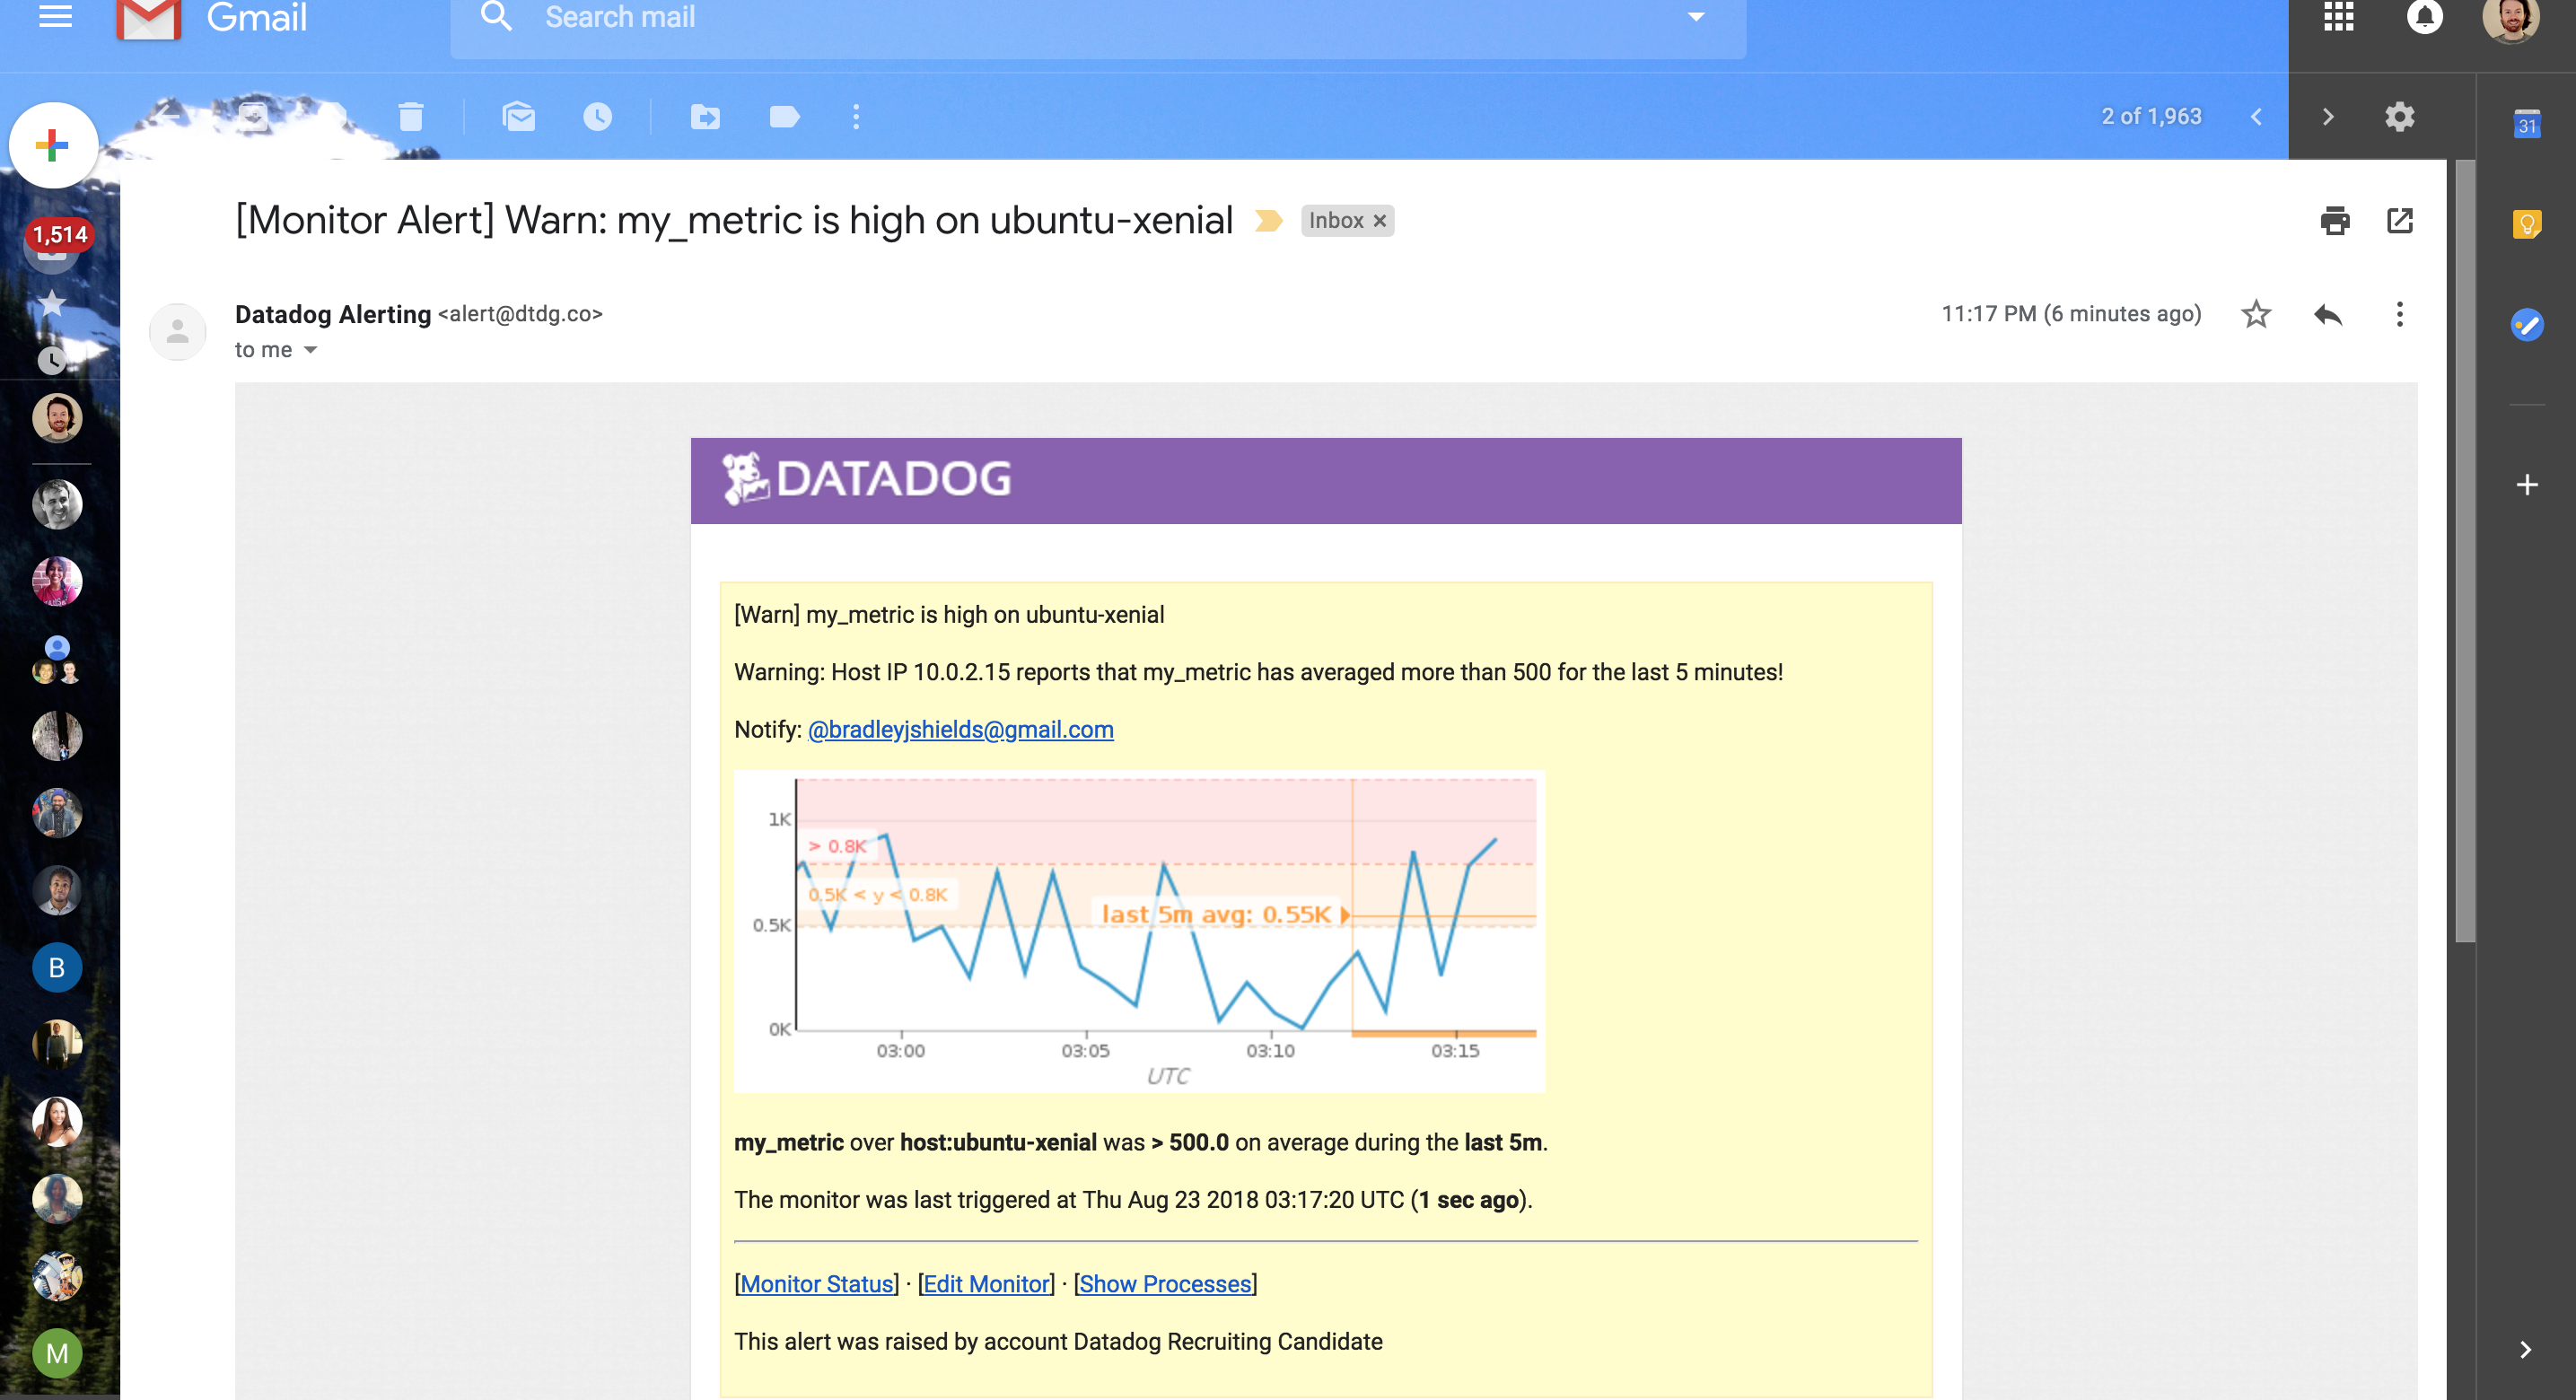 Gmail
Search mail
2 of 1,963
31
1,514
[Monitor Alert] Warn: my_metric is high on ubuntu-xenial
Inbox ×
Datadog Alerting <alert@dtdg.co>
11:17 PM (6 minutes ago)
to me
DATADOG
[Warn] my_metric is high on ubuntu-xenial
Warning: Host IP 10.0.2.15 reports that my_metric has averaged more than 500 for the last 5 minutes!
Notify: @bradleyjshields@gmail.com
1K
> 0.8K
0.5K < y < 0.8K
last 5m avg: 0.55K
0.5K
0K
03:00 03:05 03:10 03:15
UTC
my_metric over host:ubuntu-xenial was > 500.0 on average during the last 5m.
The monitor was last triggered at Thu Aug 23 2018 03:17:20 UTC (1 sec ago).
[Monitor Status] · [Edit Monitor] · [Show Processes]
This alert was raised by account Datadog Recruiting Candidate
B
M